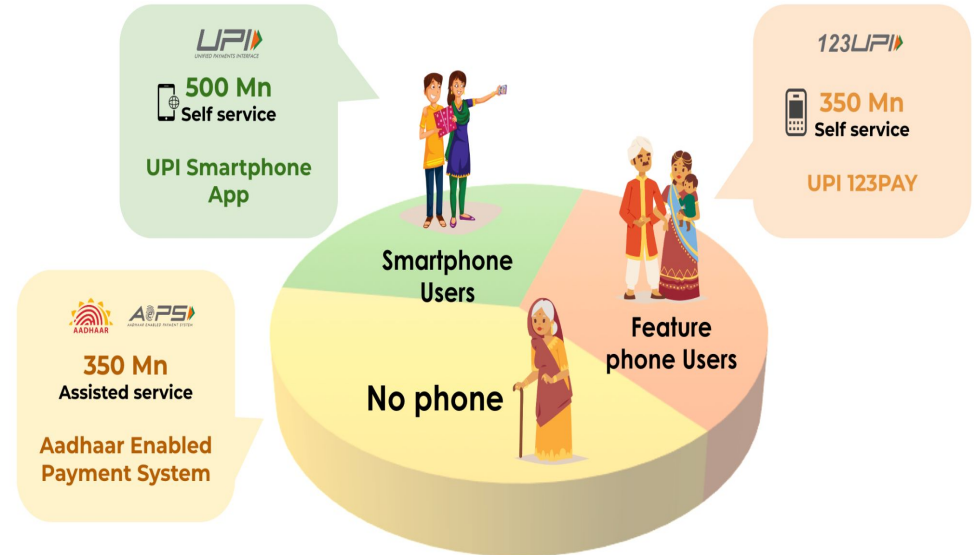 UPI
UNIFIED PAYMENTS INTERFACE
500 Mn
Self service
UPI Smartphone
App
123UPI
350 Mn
Self service
UPI 123PAY
Smartphone
Users
Feature
phone Users
No phone
AADHAAR
AePS
AADHAAR ENABLED PAYMENT SYSTEM
350 Mn
Assisted service
Aadhaar Enabled
Payment System